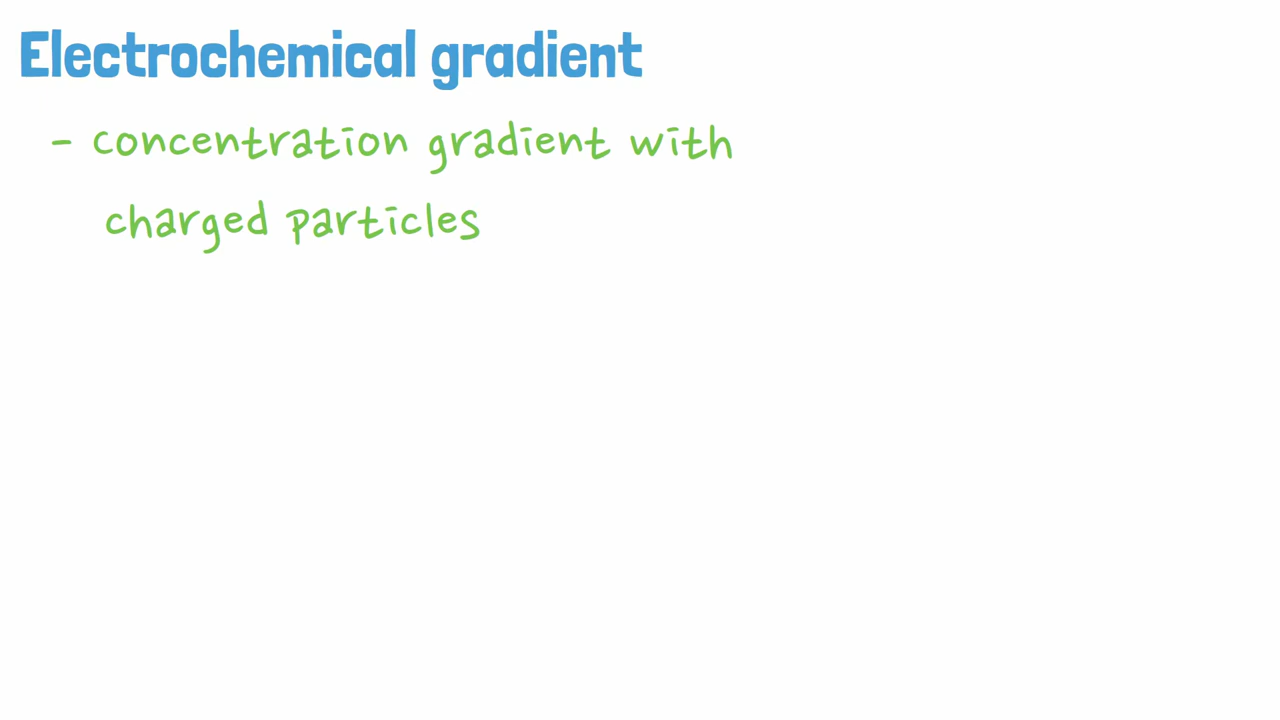 Electrochemical gradient
- concentration gradient with
charged particles